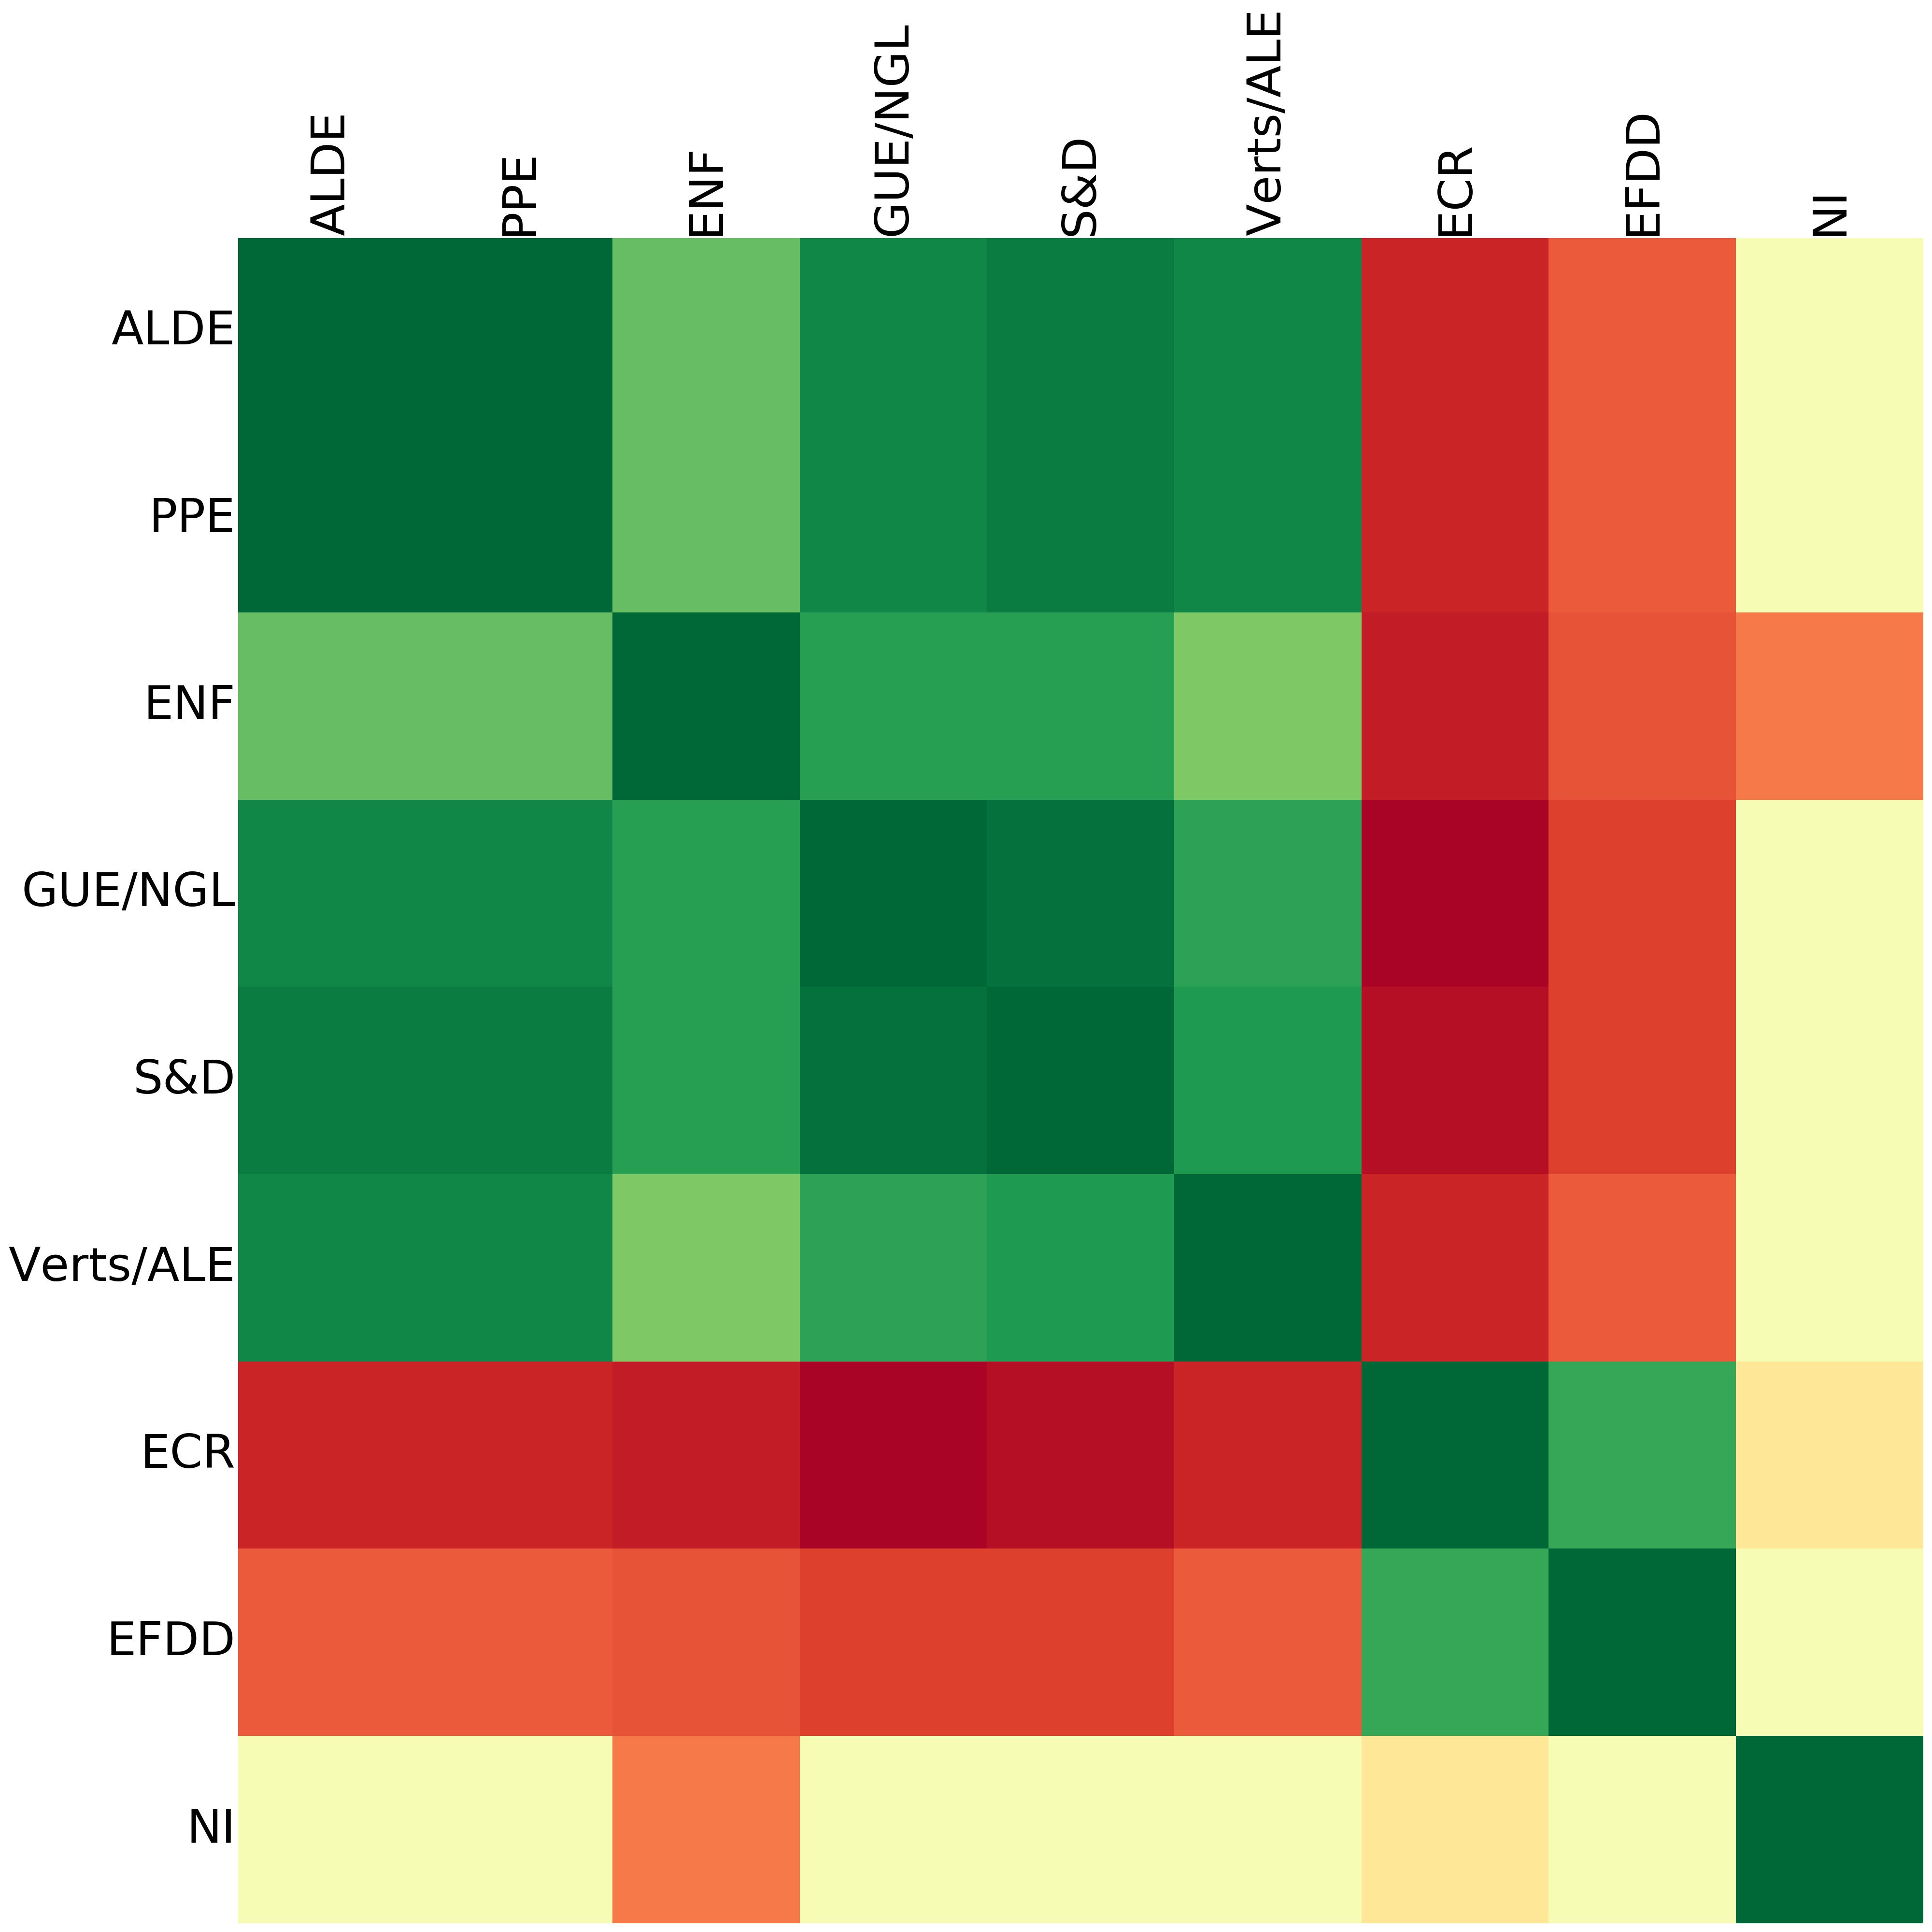 ALDE
PPE
ENF
GUE/NGL
S&D
Verts/ALE
ECR
EFDD
NI
ALDE
PPE
ENF
GUE/NGL
S&D
Verts/ALE
ECR
EFDD
NI